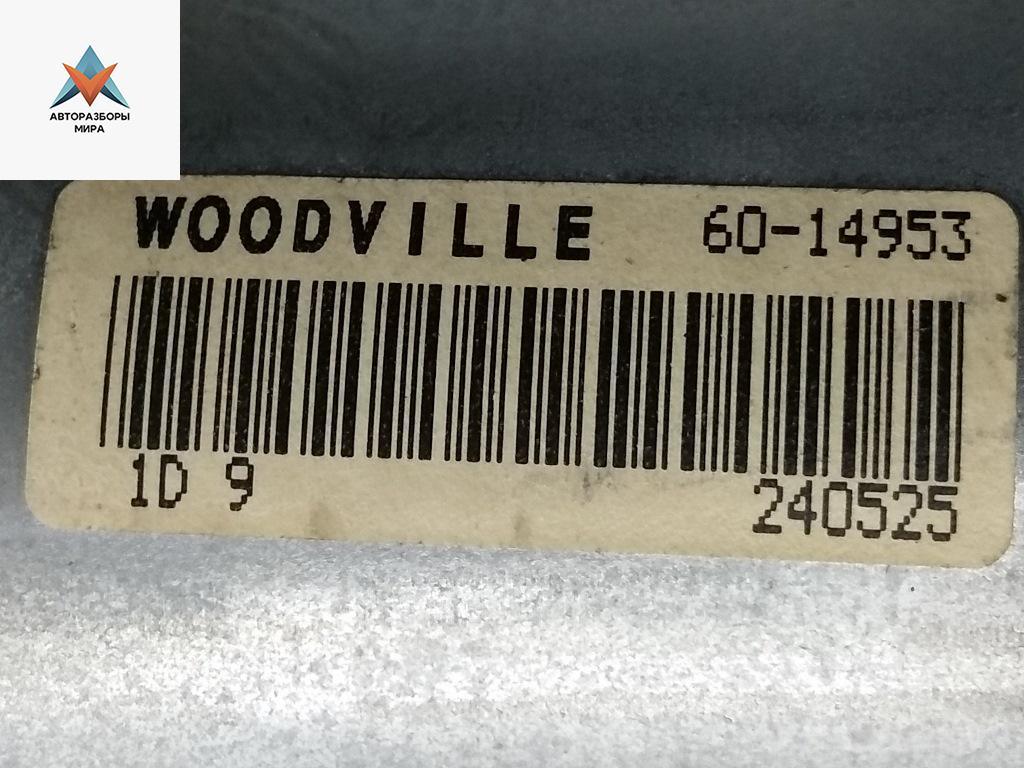 АВТОРАЗБОРЫ
МИРА
WOODVILLE 60-14953
1D 9 240525